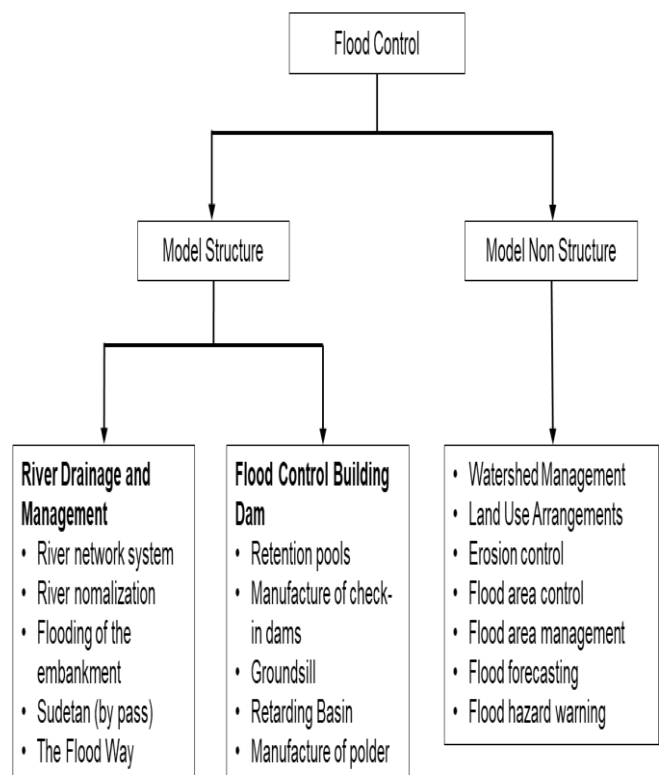 Flood Control
Model Structure
Model Non Structure
River Drainage and
Management
• River network system
• River nomalization
• Flooding of the
embankment
• Sudetan (by pass)
• The Flood Way
Flood Control Building
Dam
• Retention pools
• Manufacture of check-
in dams
• Groundsill
• Retarding Basin
• Manufacture of polder
• Watershed Management
• Land Use Arrangements
• Erosion control
• Flood area control
• Flood area management
• Flood forecasting
• Flood hazard warning